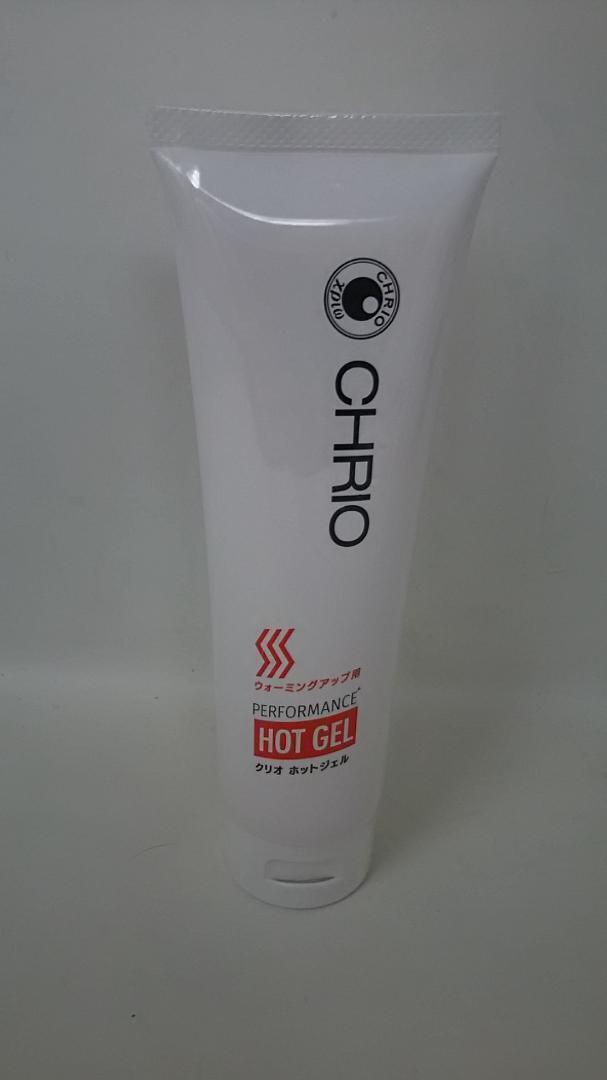 CHRIO
χριω
CHRIO
ウォーミングアップ用
PERFORMANCE+
HOT GEL
クリオ ホットジェル